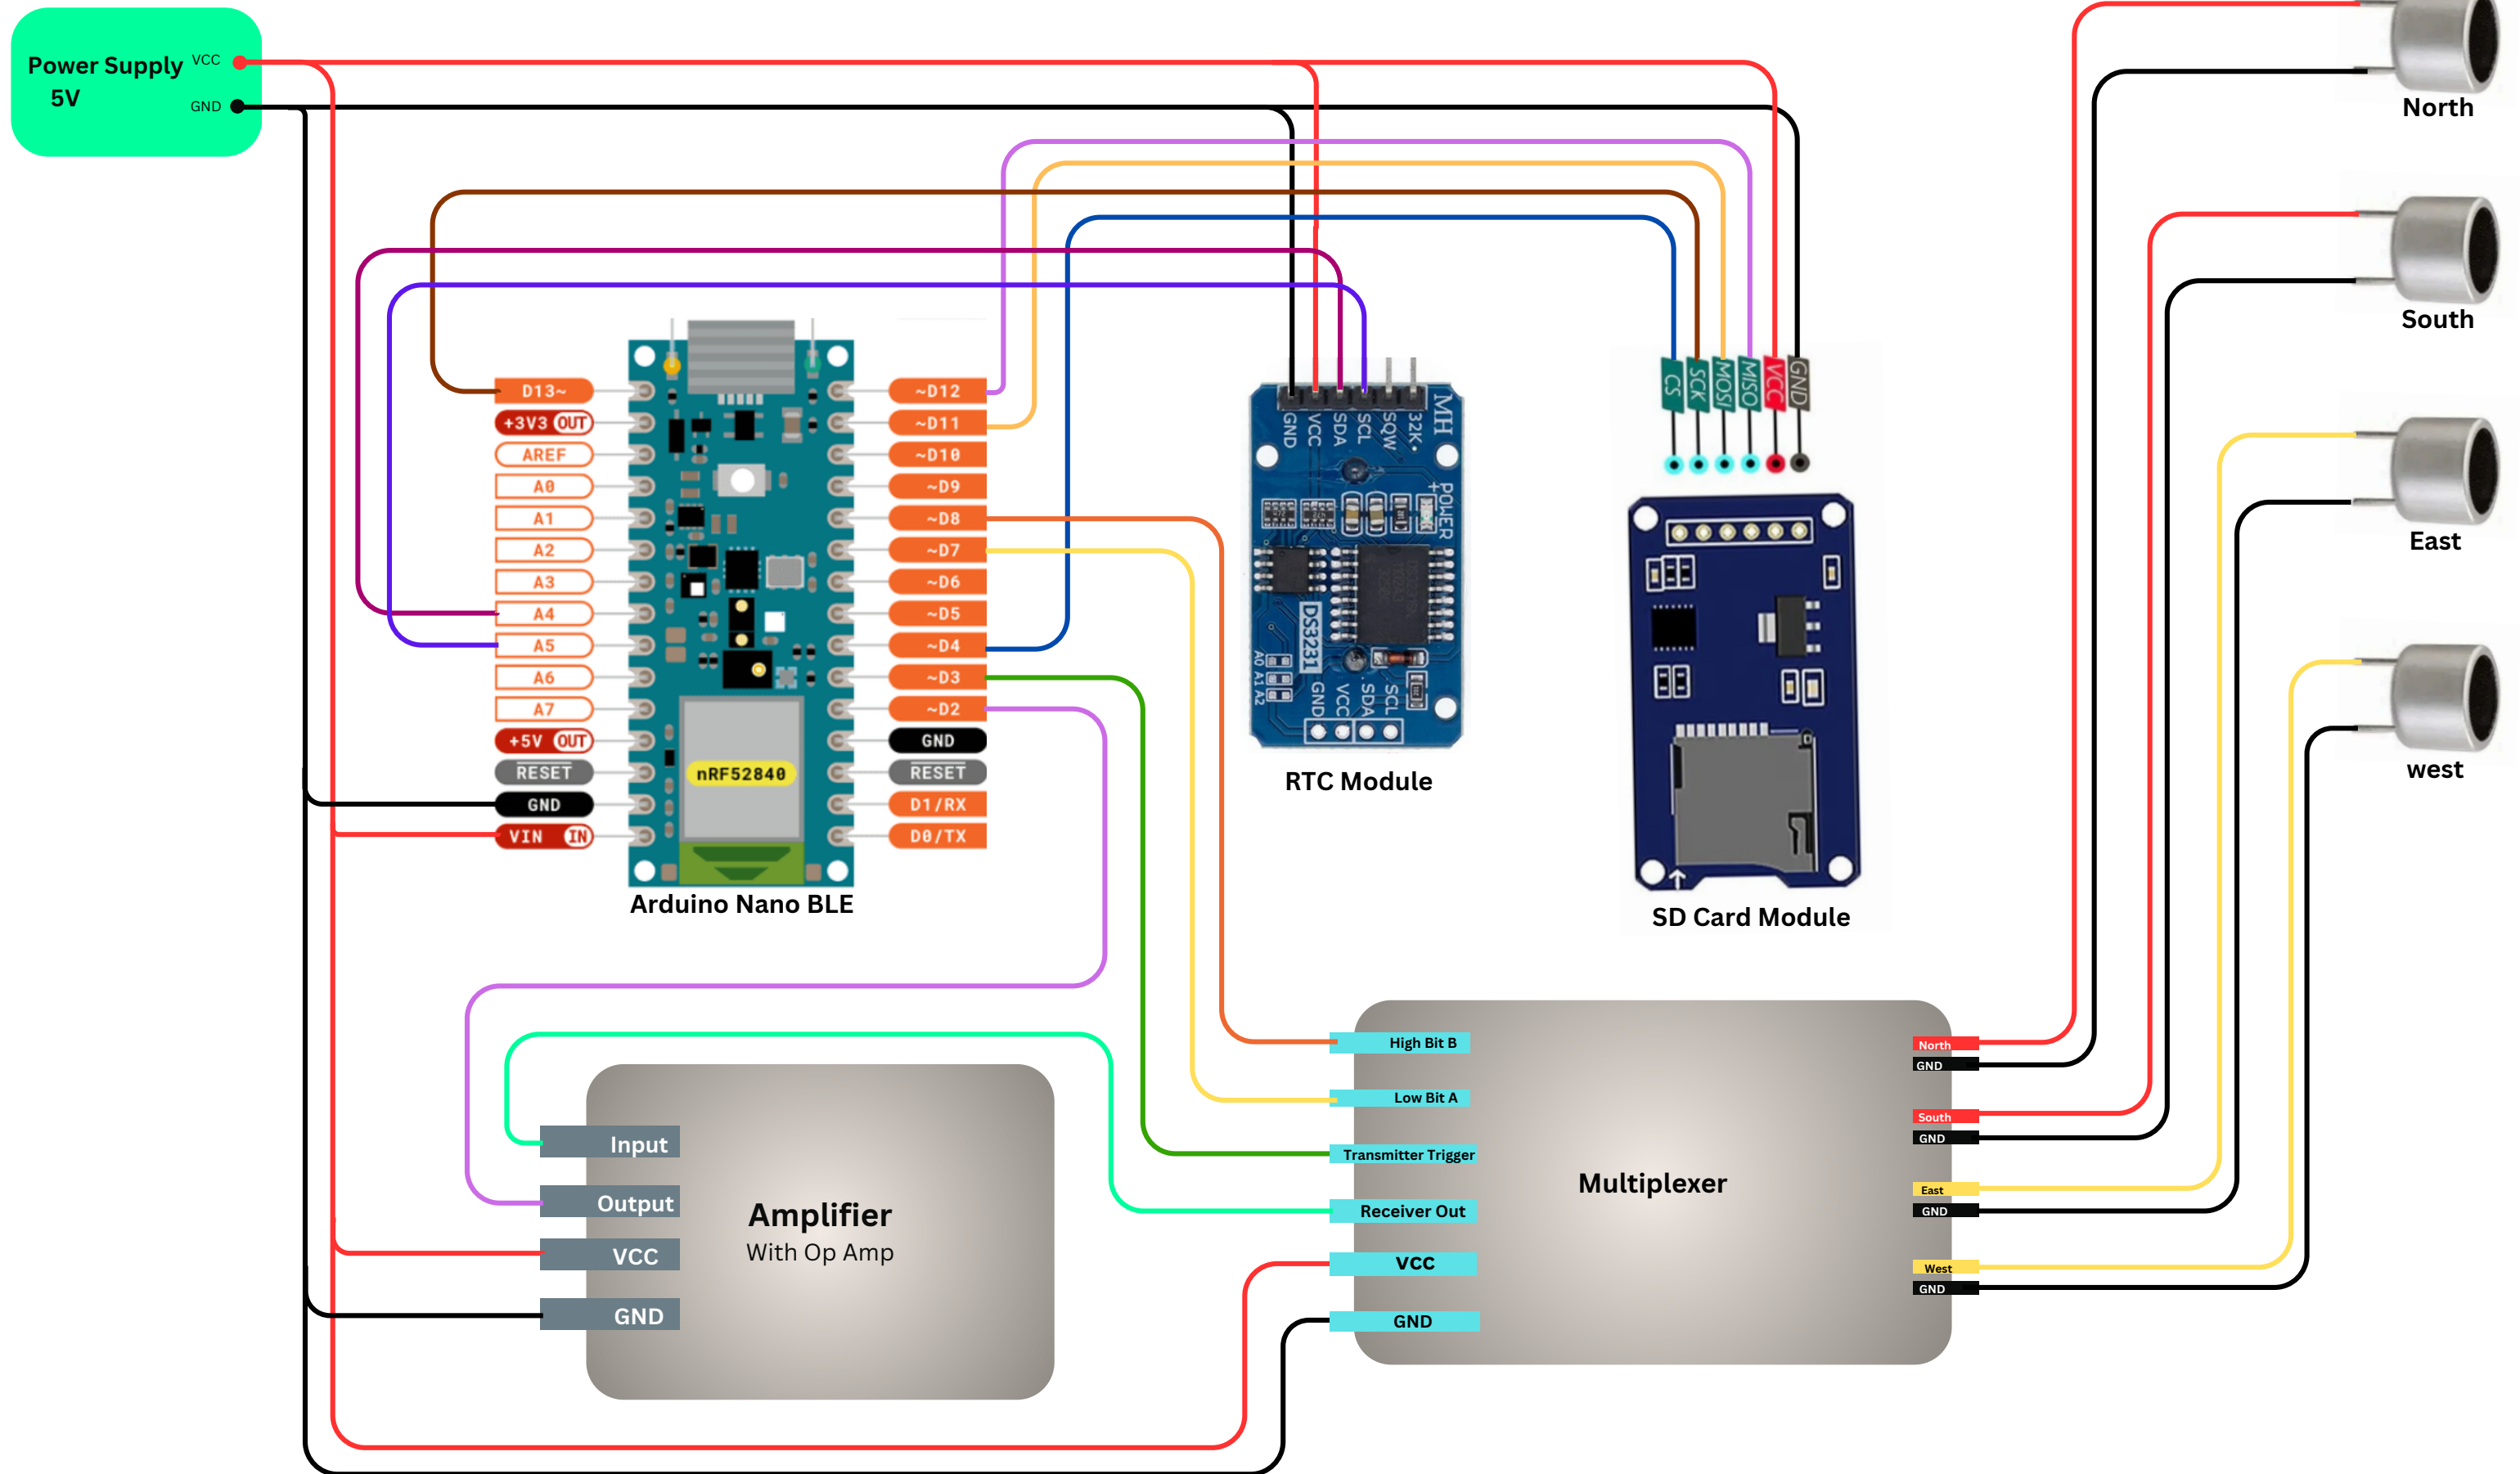 Power Supply
5V
VCC
GND
North
South
East
west
D13~
+3V3 OUT
AREF
A0
A1
A2
A3
A4
A5
A6
A7
+5V OUT
RESET
GND
VIN IN
~D12
~D11
~D10
~D9
~D8
~D7
~D6
~D5
~D4
~D3
~D2
GND
RESET
D1/RX
D0/TX
nRF52840
Arduino Nano BLE
GND
VCC
SDA
SCL
SQW
32K
MH
POWER
+
DS3231
A0 A1 A2
GND
VCC
SDA
SCL
RTC Module
CS
SCK
MOSI
MISO
VCC
GND
SD Card Module
Input
Output
VCC
GND
Amplifier
With Op Amp
High Bit B
Low Bit A
Transmitter Trigger
Receiver Out
VCC
GND
Multiplexer
North
GND
South
GND
East
GND
West
GND